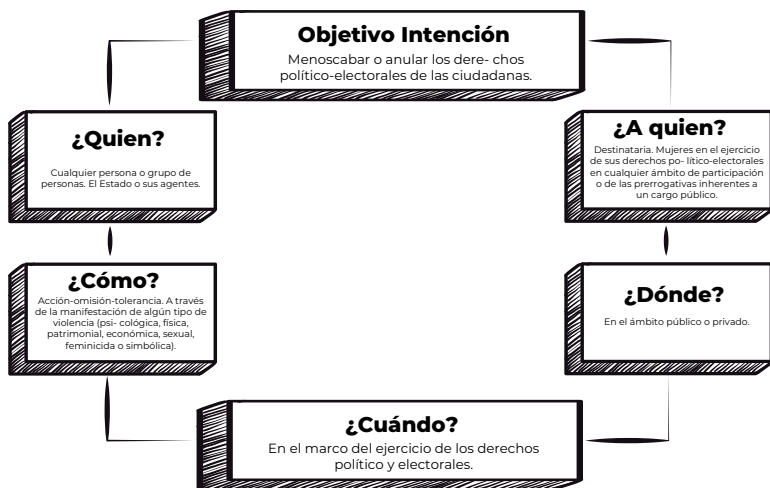 Objetivo Intención
Menoscabar o anular los dere- chos
político-electorales de las ciudadanas.
¿Quien?
Cualquier persona o grupo de
personas. El Estado o sus agentes.
¿A quien?
Destinataria. Mujeres en el ejercicio
de sus derechos po- lítico-electorales
en cualquier ámbito de participación
o de las prerrogativas inherentes a
un cargo público.
¿Cómo?
Acción-omisión-tolerancia. A través
de la manifestación de algún tipo de
violencia (psi- cológica, física,
patrimonial, económica, sexual,
feminicida o simbólica).
¿Dónde?
En el ámbito público o privado.
¿Cuándo?
En el marco del ejercicio de los derechos
político y electorales.